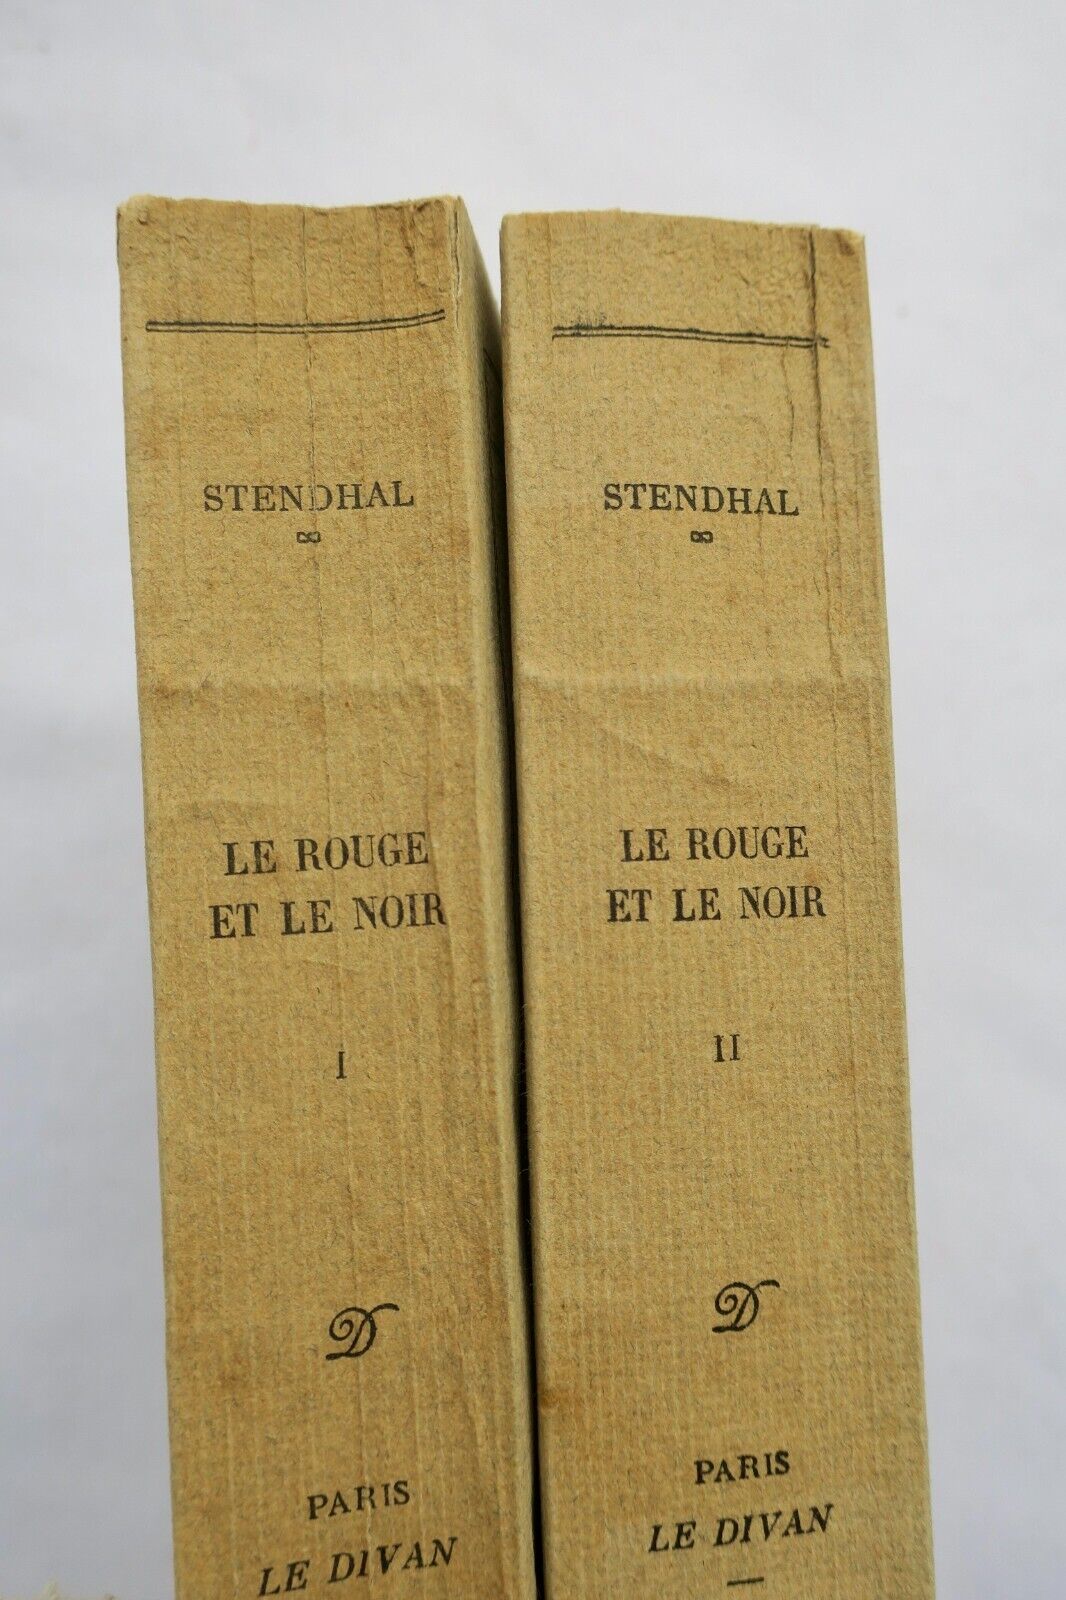 STENDHAL
LE ROUGE
ET LE NOIR
I
D
PARIS
LE DIVAN
STENDHAL
LE ROUGE
ET LE NOIR
II
D
PARIS
LE DIVAN